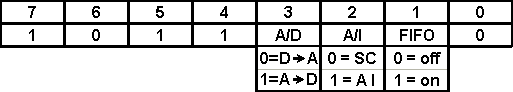 7 6 5 4 3 2 1 0
1 0 1 1 A/D A/I FIFO 0
0=D→A 0 = SC 0 = off
1=A→D 1 = A I 1 = on